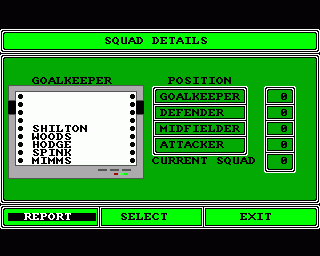 SQUAD DETAILS
GOALKEEPER
SHILTON
WOODS
HODGE
SPINK
MIMMS
POSITION
GOALKEEPER 0
DEFENDER 0
MIDFIELDER 0
ATTACKER 0
CURRENT SQUAD 0
REPORT SELECT EXIT